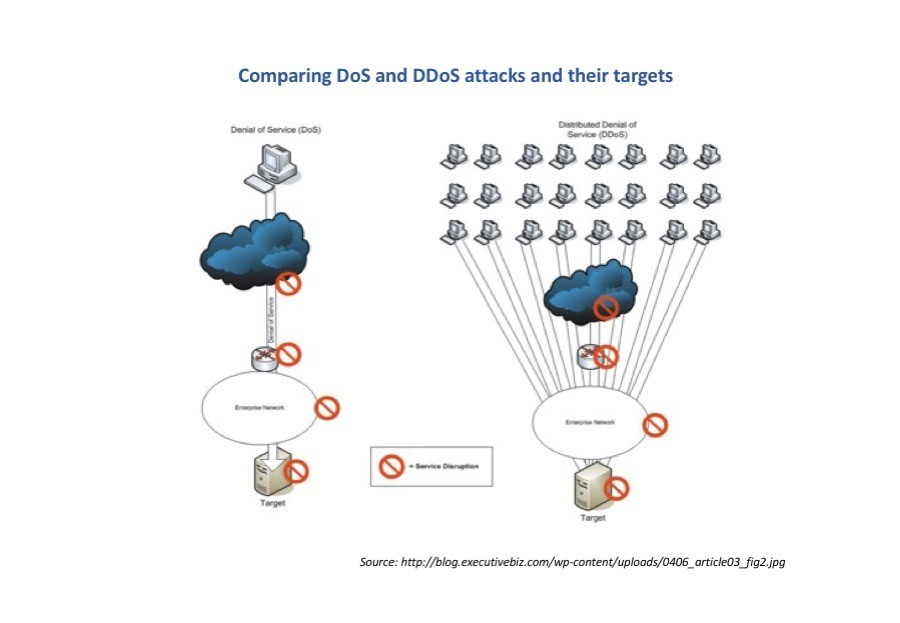 Comparing DoS and DDoS attacks and their targets
Denial of Service (DoS)
Denial of Service
Enterprise Network
Target
Distributed Denial of
Service (DDoS)
Enterprise Network
Target
= Service Disruption
Source: http://blog.executivebiz.com/wp-content/uploads/0406_article03_fig2.jpg